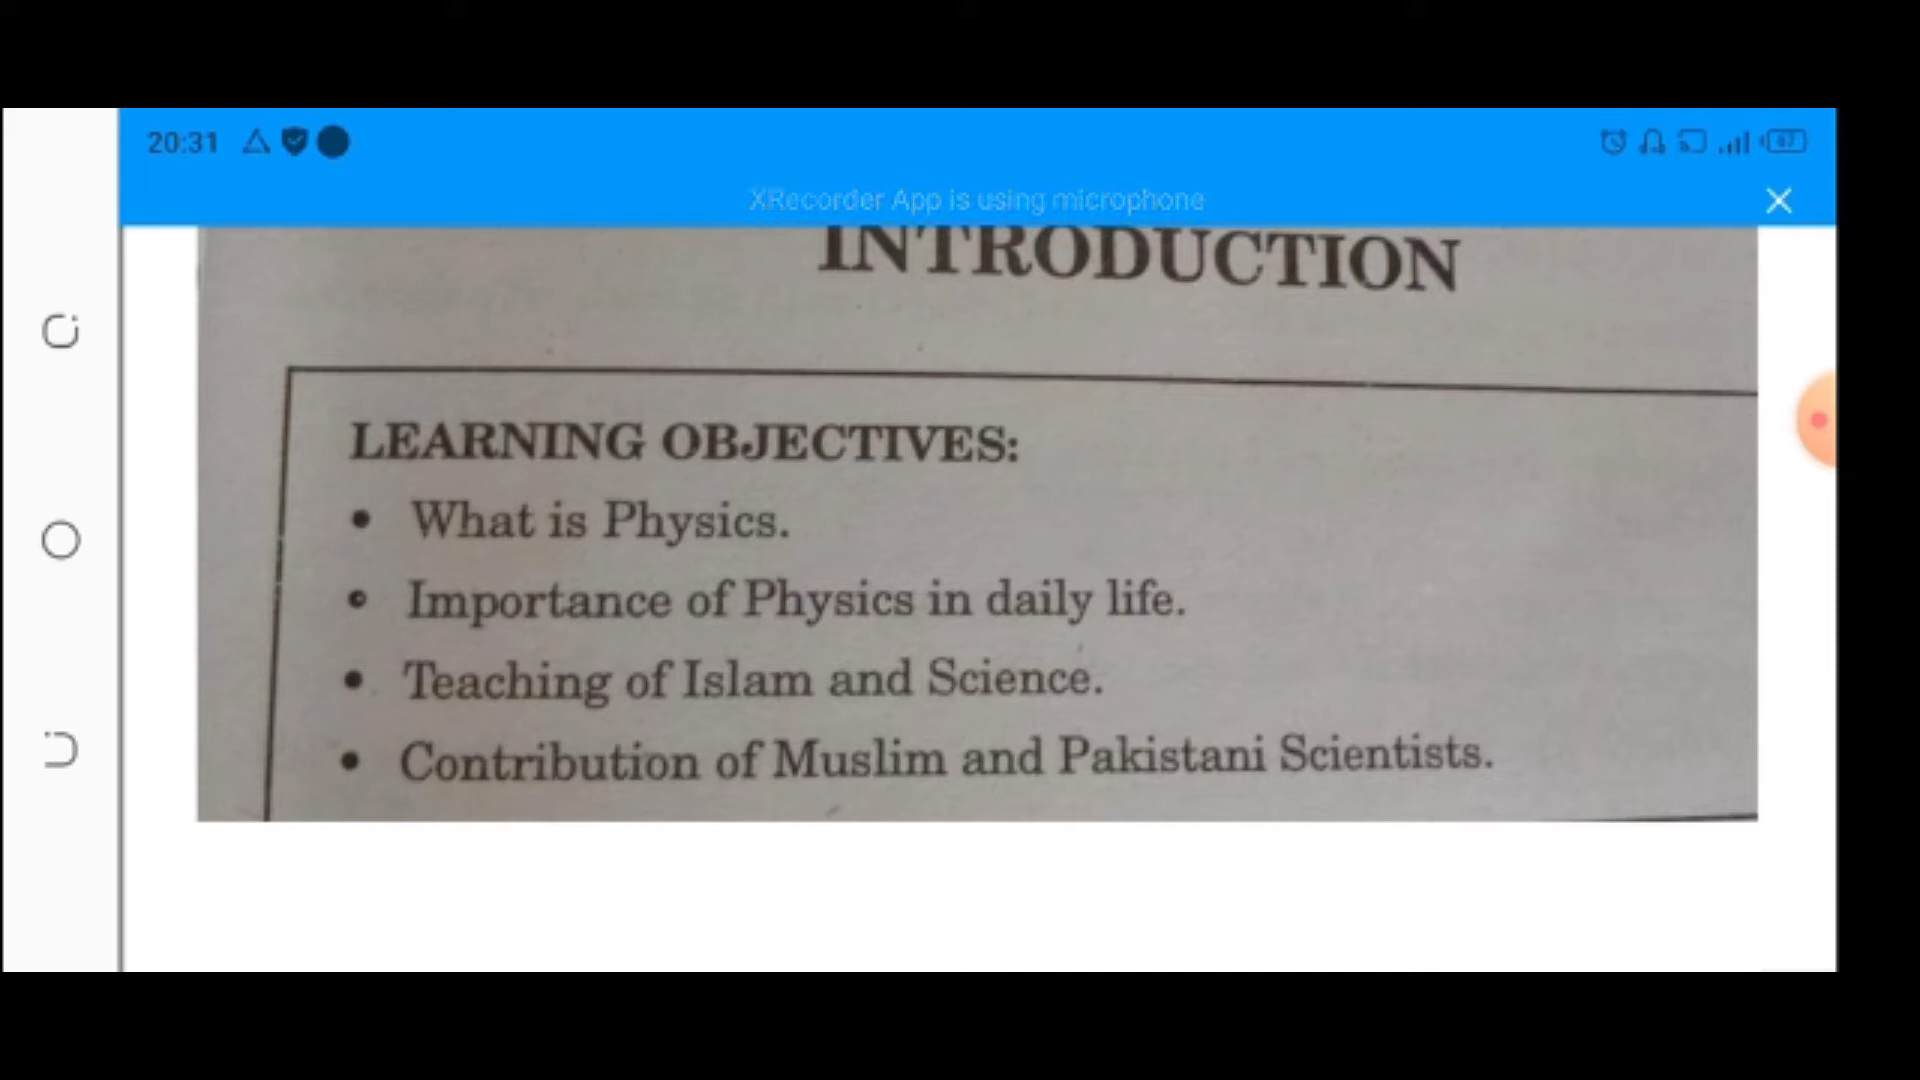 20:31
XRecorder App is using microphone
INTRODUCTION
LEARNING OBJECTIVES:
• What is Physics.
• Importance of Physics in daily life.
• Teaching of Islam and Science.
• Contribution of Muslim and Pakistani Scientists.